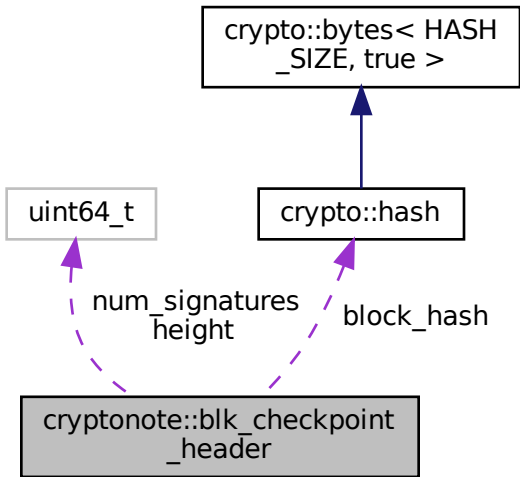 crypto::bytes< HASH
_SIZE, true >
uint64_t
crypto::hash
num_signatures
height
block_hash
cryptonote::blk_checkpoint
_header